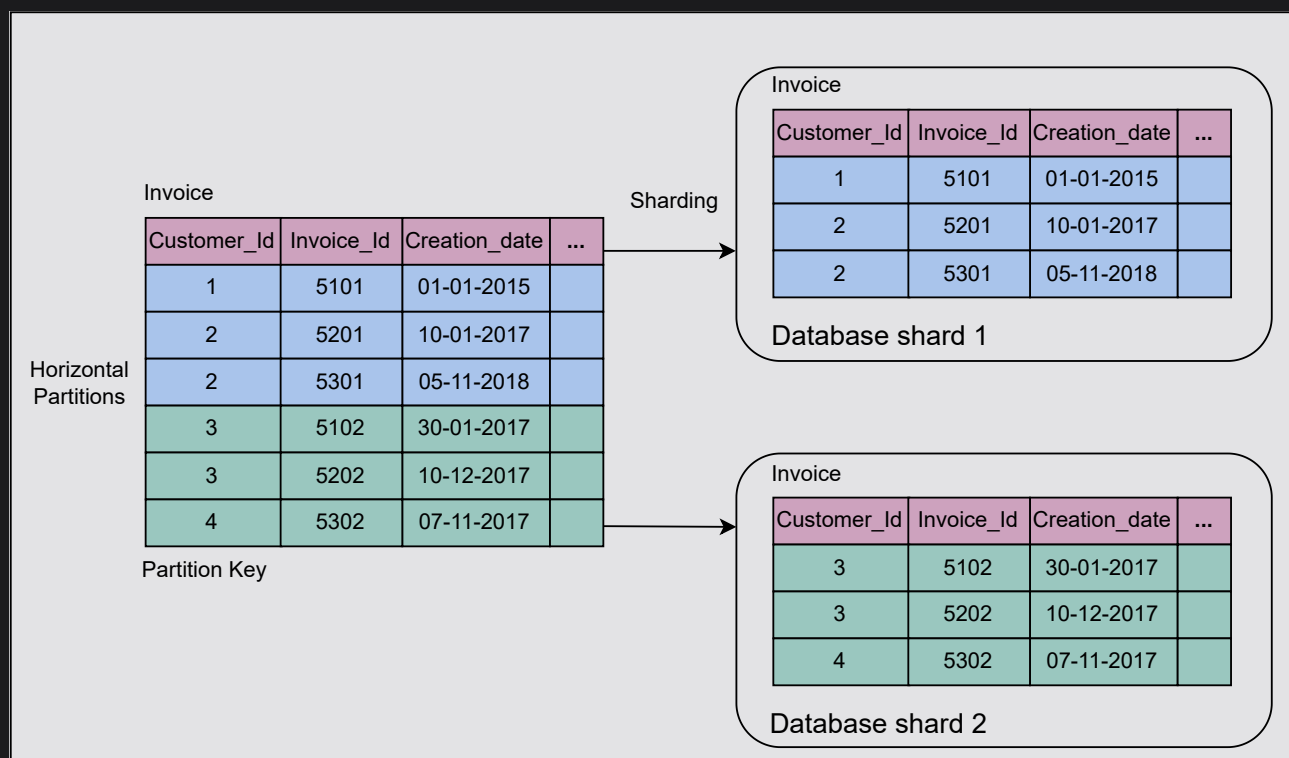 Invoice
Customer_Id Invoice_Id Creation_date ...
1 5101 01-01-2015
2 5201 10-01-2017
2 5301 05-11-2018
3 5102 30-01-2017
3 5202 10-12-2017
4 5302 07-11-2017
Horizontal
Partitions
Partition Key
Sharding
Invoice
Customer_Id Invoice_Id Creation_date ...
1 5101 01-01-2015
2 5201 10-01-2017
2 5301 05-11-2018
Database shard 1
Invoice
Customer_Id Invoice_Id Creation_date ...
3 5102 30-01-2017
3 5202 10-12-2017
4 5302 07-11-2017
Database shard 2